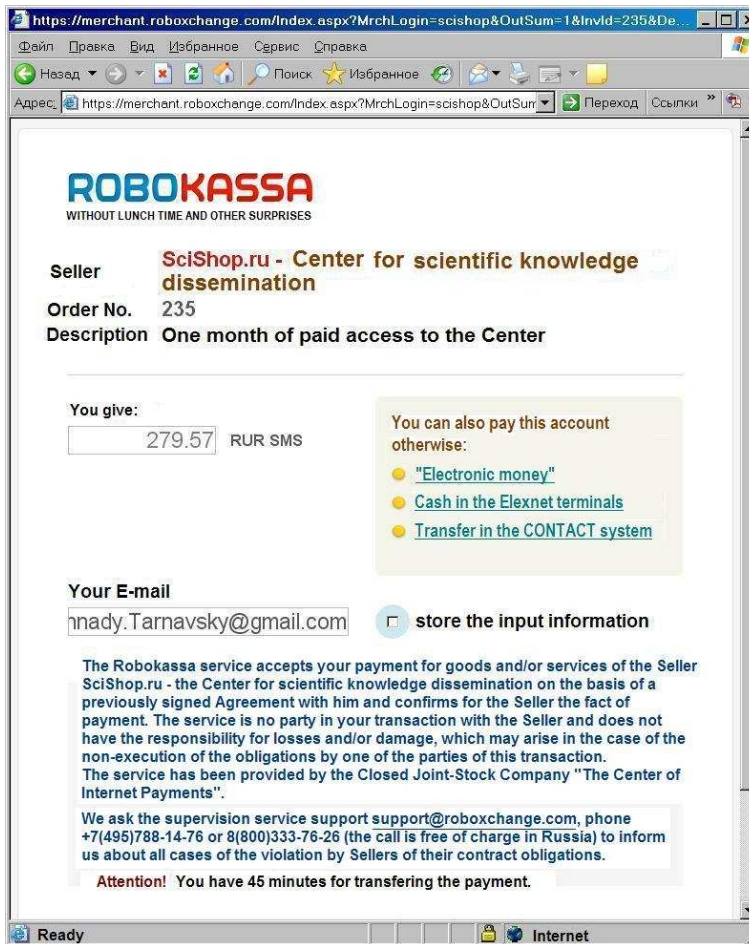 https://merchant.roboxchange.com/Index.aspx?MrchLogin=scishop&OutSum=1&InvId=235&De...
Файл Правка Вид Избранное Сервис Справка
Назад Поиск Избранное
Адрес: https://merchant.roboxchange.com/Index.aspx?MrchLogin=scishop&OutSum Переход Ссылки »
ROBOKASSA
WITHOUT LUNCH TIME AND OTHER SURPRISES
Seller SciShop.ru - Center for scientific knowledge
dissemination
Order No. 235
Description One month of paid access to the Center
You give:
279.57 RUR SMS
You can also pay this account
otherwise:
"Electronic money"
Cash in the Elexnet terminals
Transfer in the CONTACT system
Your E-mail
nnady.Tarnavsky@gmail.com store the input information
The Robokassa service accepts your payment for goods and/or services of the Seller
SciShop.ru - the Center for scientific knowledge dissemination on the basis of a
previously signed Agreement with him and confirms for the Seller the fact of
payment. The service is no party in your transaction with the Seller and does not
have the responsibility for losses and/or damage, which may arise in the case of the
non-execution of the obligations by one of the parties of this transaction.
The service has been provided by the Closed Joint-Stock Company "The Center of
Internet Payments".
We ask the supervision service support support@roboxchange.com, phone
+7(495)788-14-76 or 8(800)333-76-26 (the call is free of charge in Russia) to inform
us about all cases of the violation by Sellers of their contract obligations.
Attention! You have 45 minutes for transfering the payment.
Ready Internet